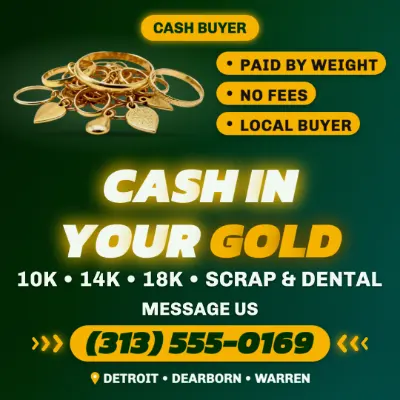 CASH BUYER
• PAID BY WEIGHT
• NO FEES
• LOCAL BUYER
CASH IN
YOUR GOLD
10K • 14K • 18K • SCRAP & DENTAL
MESSAGE US
››› (313) 555-0169 ‹‹‹
DETROIT • DEARBORN • WARREN